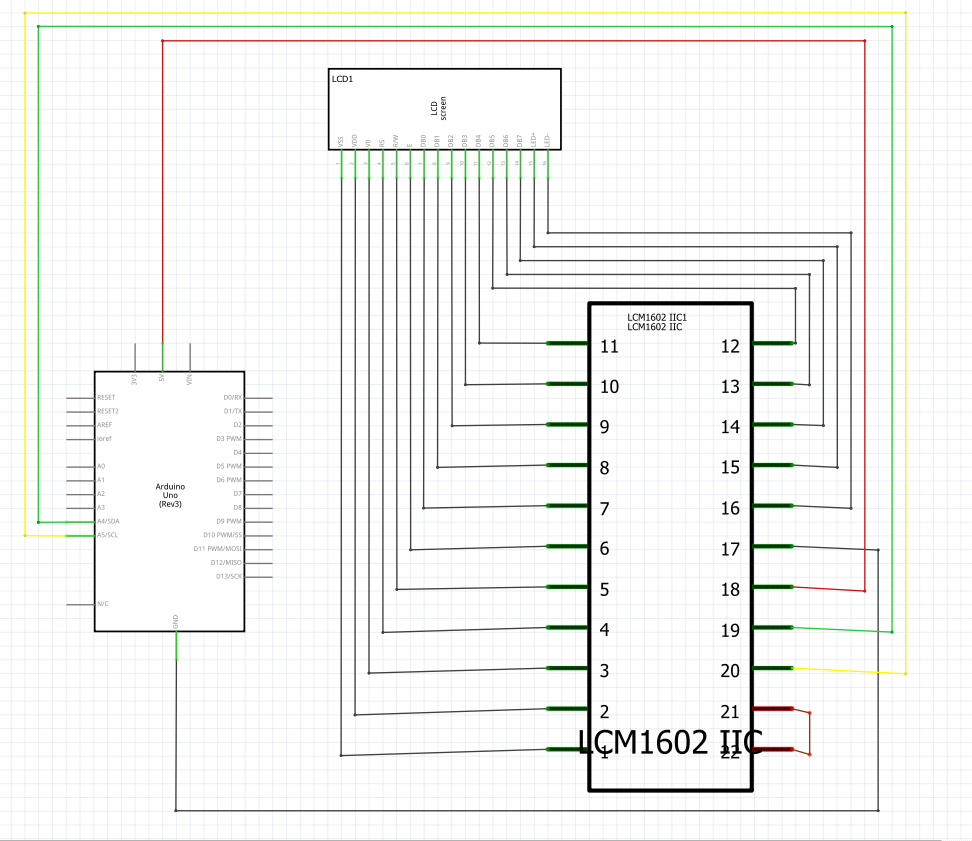 LCD1
LCD
screen
VSS
VDD
V0
RS
R/W
E
DB0
DB1
DB2
DB3
DB4
DB5
DB6
DB7
LED+
LED-
1
2
3
4
5
6
7
8
9
10
11
12
13
14
15
16
LCM1602 IIC1
LCM1602 IIC
11
12
10
13
9
14
8
15
7
16
6
17
5
18
4
19
3
20
2
21
1
22
LCM1602 IIC
3V3
5V
VIN
RESET
RESET2
AREF
ioref
A0
A1
A2
A3
A4/SDA
A5/SCL
N/C
Arduino
Uno
(Rev3)
D0/RX
D1/TX
D2
D3 PWM
D4
D5 PWM
D6 PWM
D7
D8
D9 PWM
D10 PWM/SS
D11 PWM/MOSI
D12/MISO
D13/SCK
GND